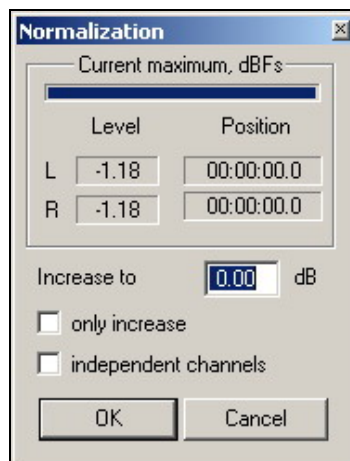 Normalization
Current maximum, dBFs
Level Position
L -1.18 00:00:00.0
R -1.18 00:00:00.0
Increase to 0.00 dB
only increase
independent channels
OK Cancel